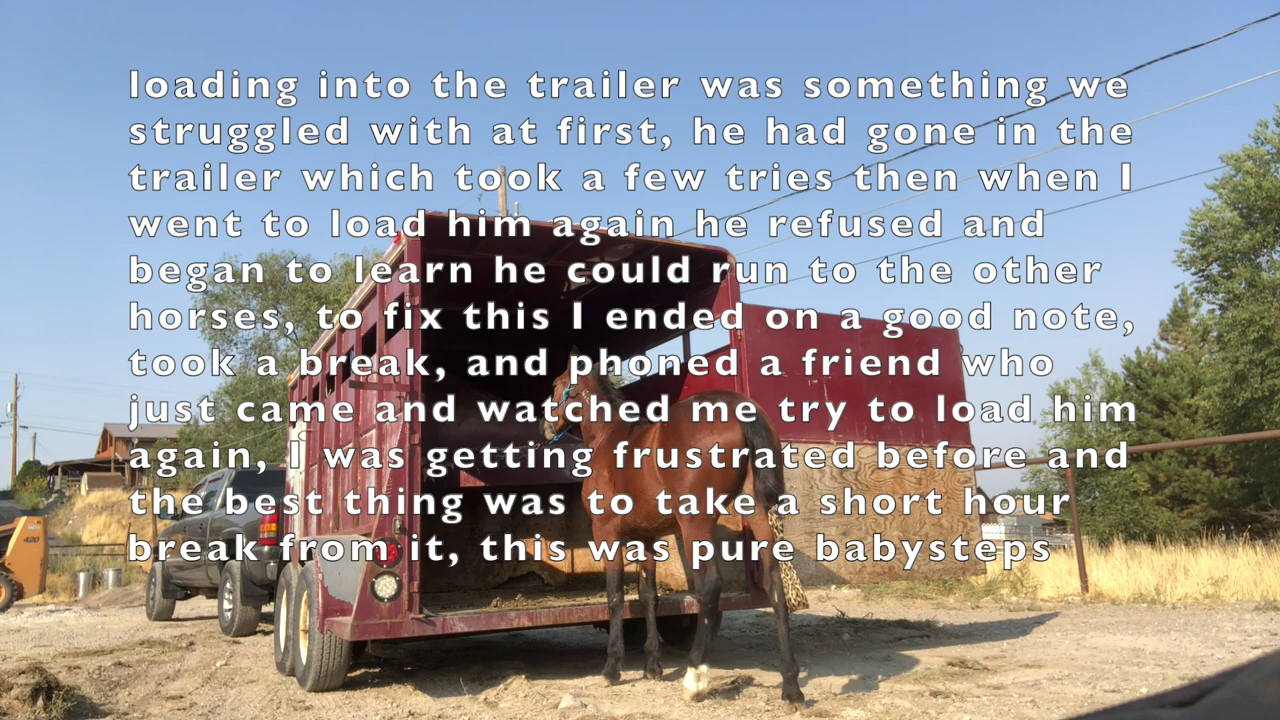 loading into the trailer was something we
struggled with at first, he had gone in the
trailer which took a few tries then when I
went to load him again he refused and
began to learn he could run to the other
horses, to fix this I ended on a good note,
took a break, and phoned a friend who
just came and watched me try to load him
again, I was getting frustrated before and
the best thing was to take a short hour
break from it, this was pure babysteps
420